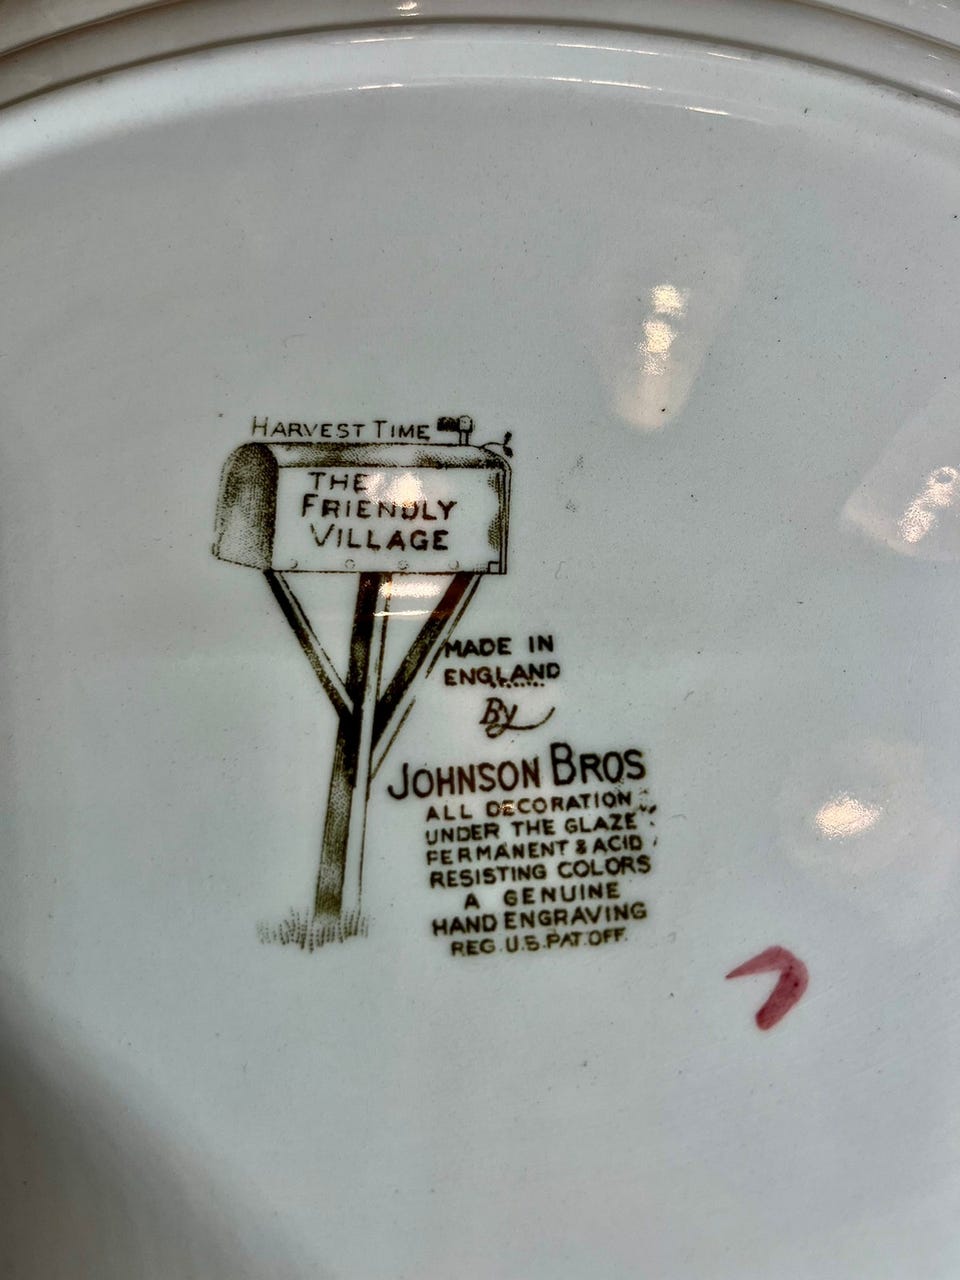 HARVEST TIME
THE
FRIENDLY
VILLAGE
MADE IN
ENGLAND
By
JOHNSON BROS
ALL DECORATION
UNDER THE GLAZE
PERMANENT & ACID
RESISTING COLORS
A GENUINE
HAND ENGRAVING
REG. U.S. PAT. OFF.